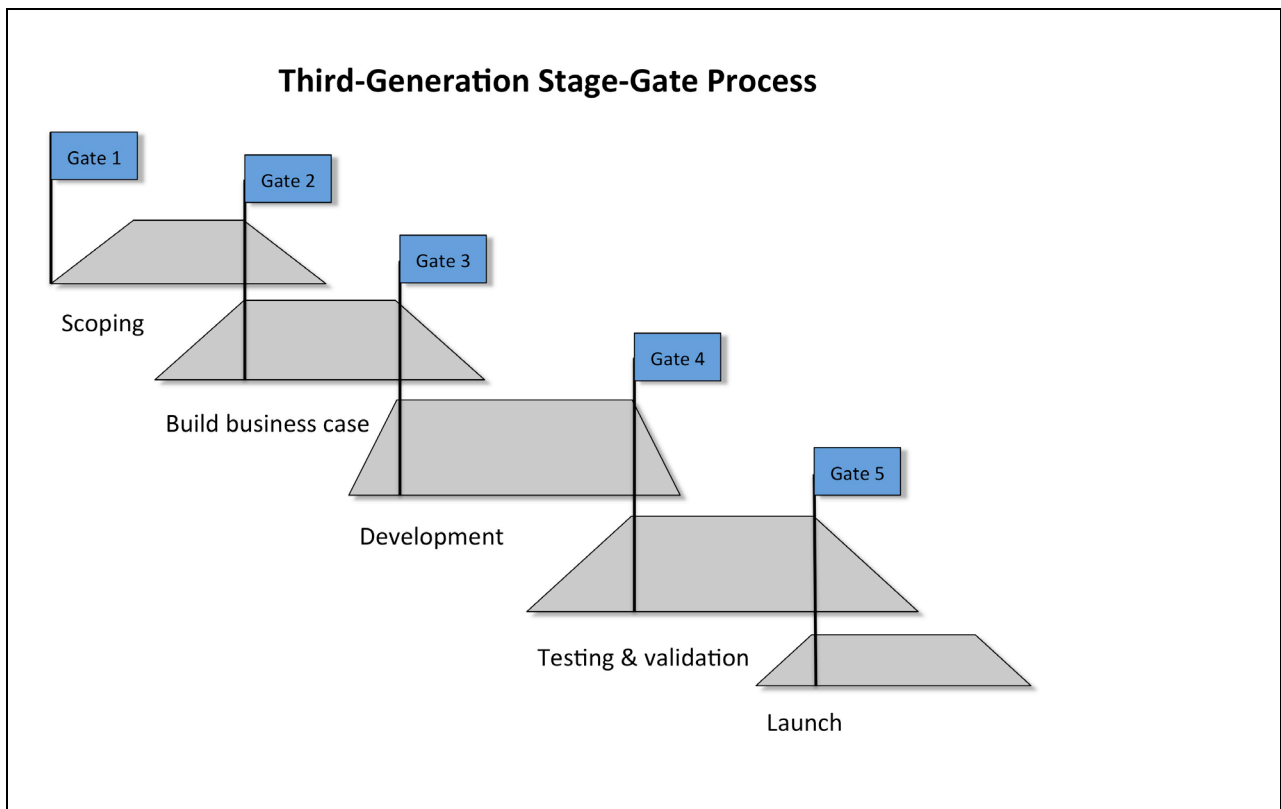 Third-Generation Stage-Gate Process
Gate 1
Gate 2
Gate 3
Scoping
Gate 4
Build business case
Gate 5
Development
Testing & validation
Launch